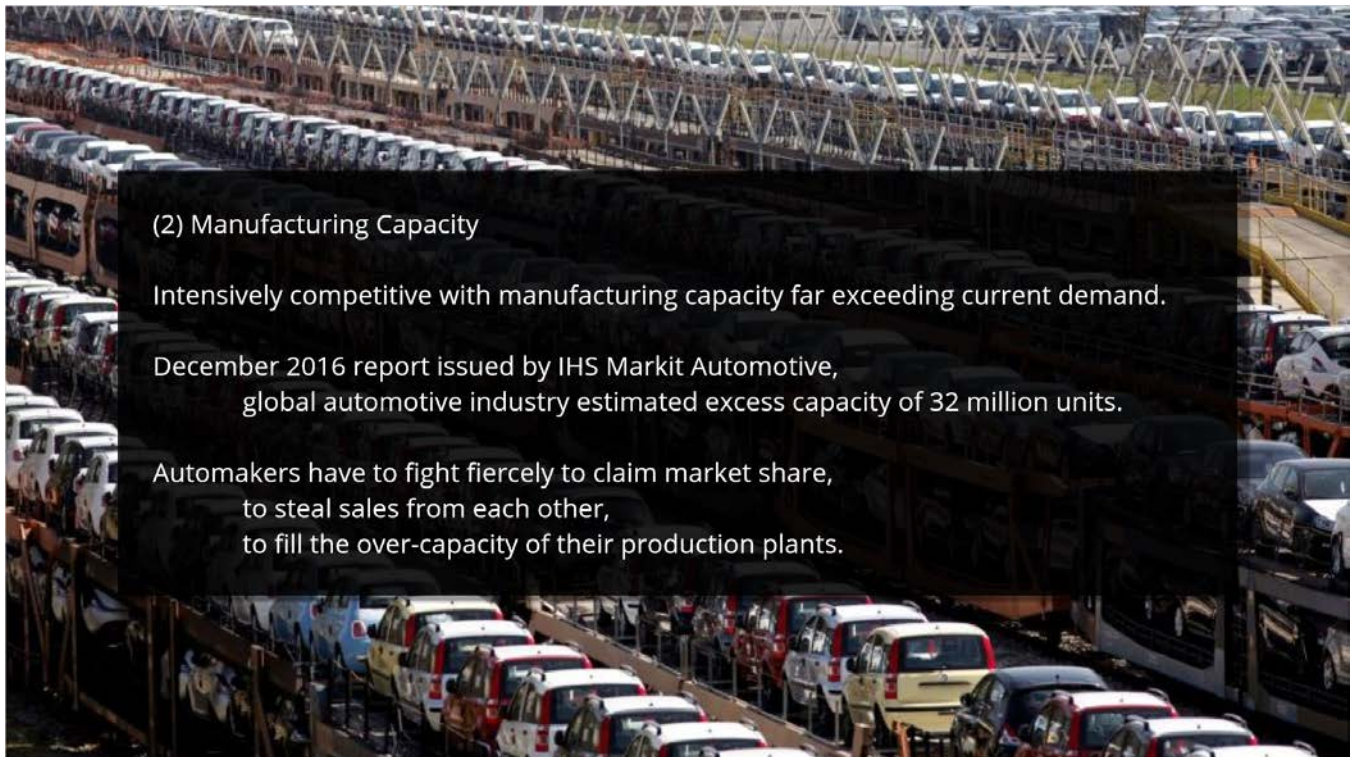 (2) Manufacturing Capacity
Intensively competitive with manufacturing capacity far exceeding current demand.
December 2016 report issued by IHS Markit Automotive,
global automotive industry estimated excess capacity of 32 million units.
Automakers have to fight fiercely to claim market share,
to steal sales from each other,
to fill the over-capacity of their production plants.